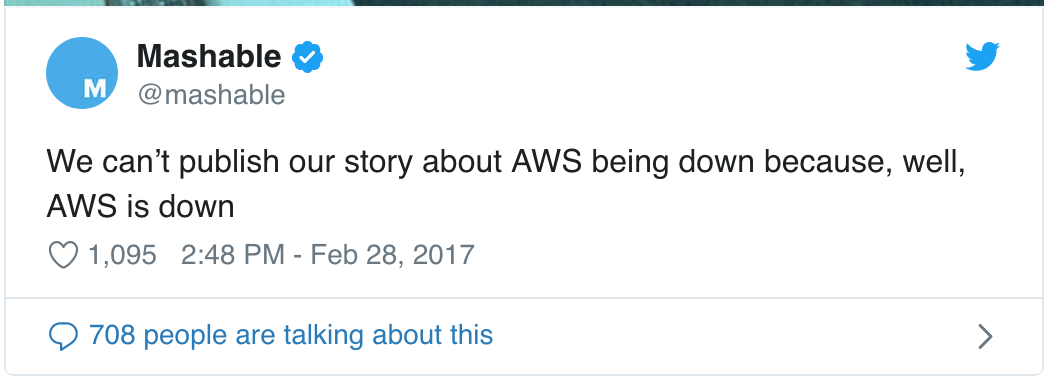 Mashable
M
@mashable
We can’t publish our story about AWS being down because, well,
AWS is down
1,095 2:48 PM - Feb 28, 2017
708 people are talking about this